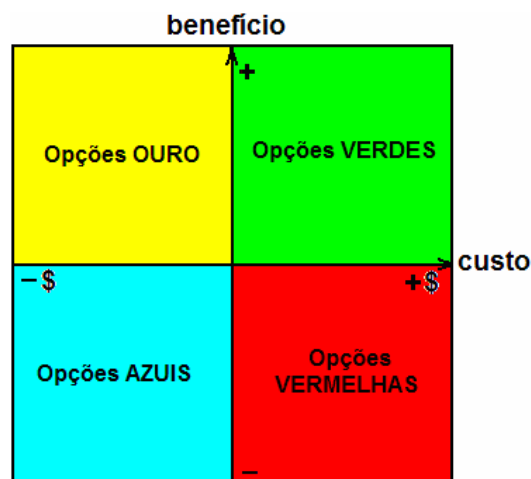 benefício
+
Opções OURO
Opções VERDES
custo
– $
+ $
Opções AZUIS
Opções
VERMELHAS
–